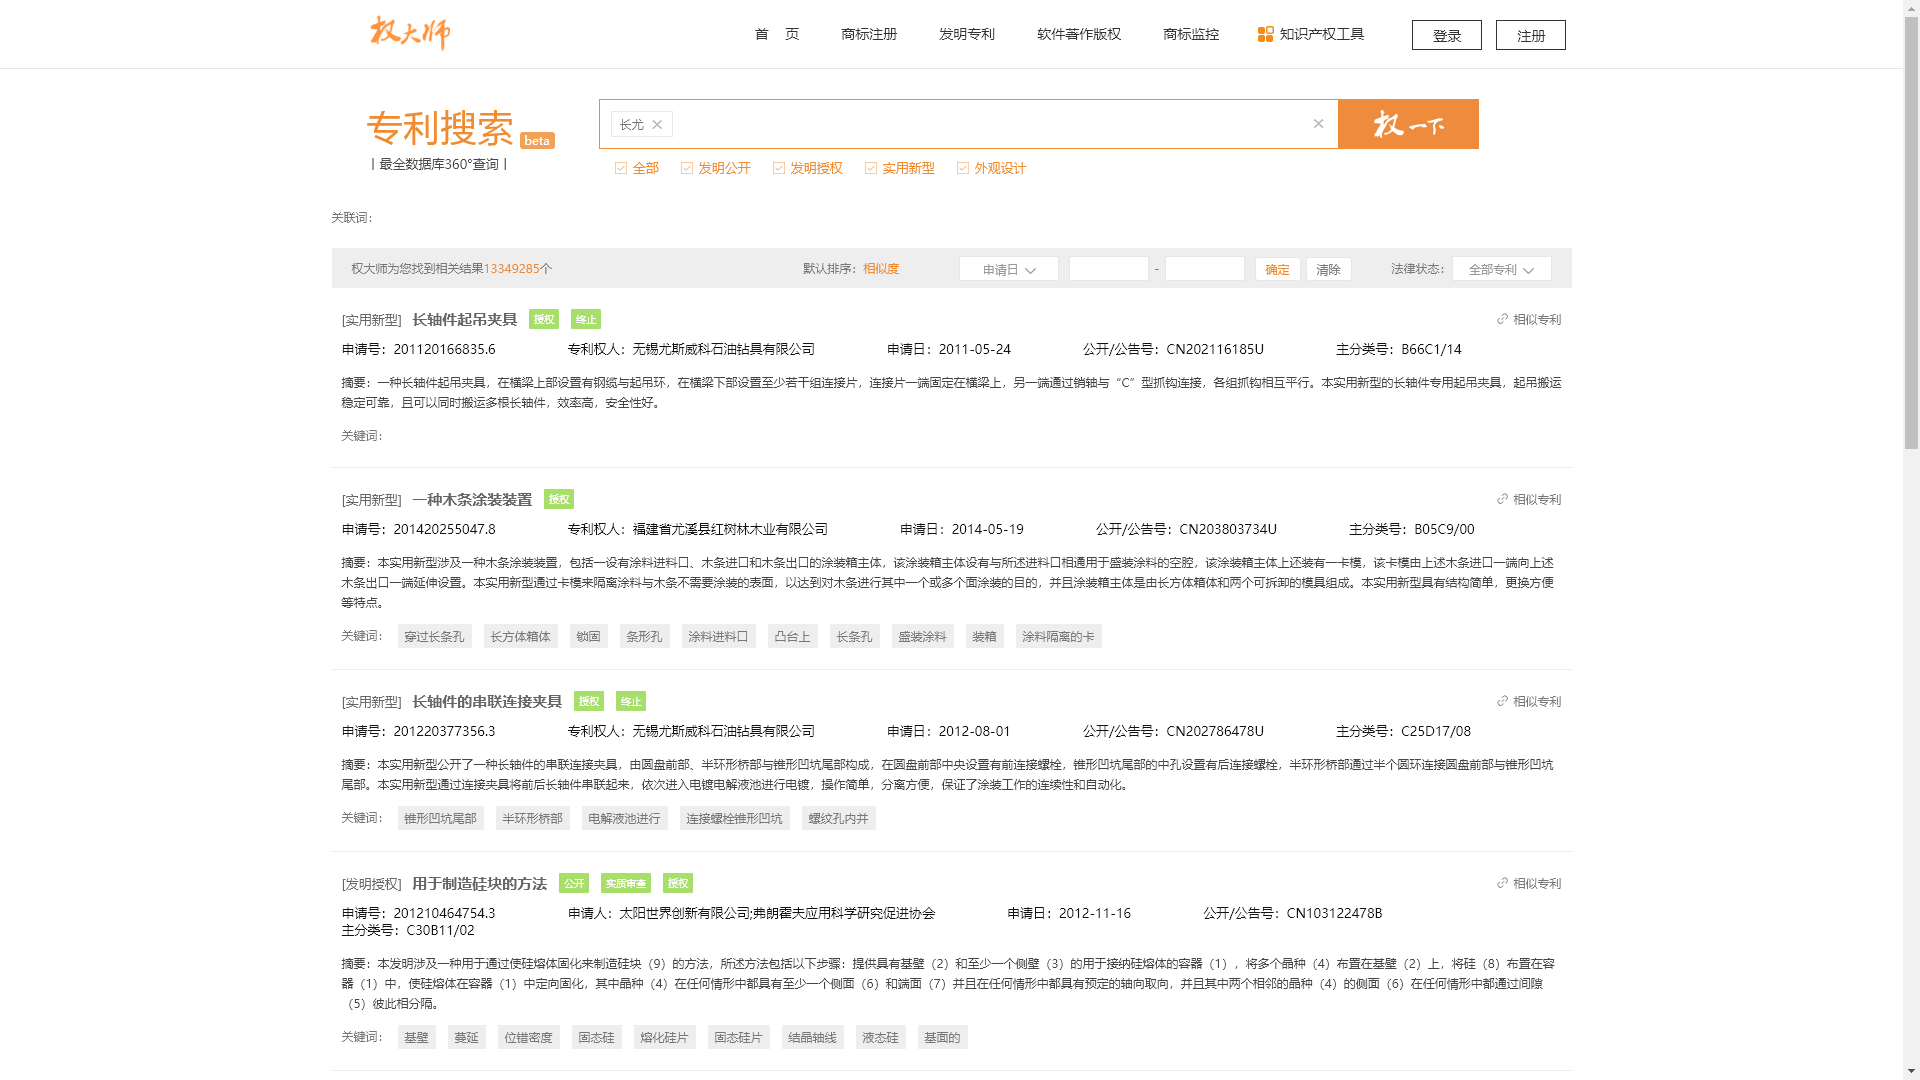 权大师
首 页 商标注册 发明专利 软件著作版权 商标监控 知识产权工具 登录 注册
专利搜索 beta
丨最全数据库360°查询丨
长尤 权一下
全部 发明公开 发明授权 实用新型 外观设计
关联词：
权大师为您找到相关结果13349285个 默认排序：相似度 申请日 - 确定 清除 法律状态： 全部专利
[实用新型] 长轴件起吊夹具 授权 终止 相似专利
申请号：201120166835.6 专利权人：无锡尤斯威科石油钻具有限公司 申请日：2011-05-24 公开/公告号：CN202116185U 主分类号：B66C1/14
摘要：一种长轴件起吊夹具，在横梁上部设置有钢缆与起吊环，在横梁下部设置至少若干组连接片，连接片一端固定在横梁上，另一端通过销轴与“C”型抓钩连接，各组抓钩相互平行。本实用新型的长轴件专用起吊夹具，起吊搬运
稳定可靠，且可以同时搬运多根长轴件，效率高，安全性好。
关键词：
[实用新型] 一种木条涂装装置 授权 相似专利
申请号：201420255047.8 专利权人：福建省尤溪县红树林木业有限公司 申请日：2014-05-19 公开/公告号：CN203803734U 主分类号：B05C9/00
摘要：本实用新型涉及一种木条涂装装置，包括一设有涂料进料口、木条进口和木条出口的涂装箱主体，该涂装箱主体设有与所述进料口相通用于盛装涂料的空腔，该涂装箱主体上还装有一卡模，该卡模由上述木条进口一端向上述
木条出口一端延伸设置。本实用新型通过卡模来隔离涂料与木条不需要涂装的表面，以达到对木条进行其中一个或多个面涂装的目的，并且涂装箱主体是由长方体箱体和两个可拆卸的模具组成。本实用新型具有结构简单，更换方便
等特点。
关键词： 穿过长条孔 长方体箱体 锁固 条形孔 涂料进料口 凸台上 长条孔 盛装涂料 装箱 涂料隔离的卡
[实用新型] 长轴件的串联连接夹具 授权 终止 相似专利
申请号：201220377356.3 专利权人：无锡尤斯威科石油钻具有限公司 申请日：2012-08-01 公开/公告号：CN202786478U 主分类号：C25D17/08
摘要：本实用新型公开了一种长轴件的串联连接夹具，由圆盘前部、半环形桥部与锥形凹坑尾部构成，在圆盘前部中央设置有前连接螺栓，锥形凹坑尾部的中孔设置有后连接螺栓，半环形桥部通过半个圆环连接圆盘前部与锥形凹坑
尾部。本实用新型通过连接夹具将前后长轴件串联起来，依次进入电镀电解液池进行电镀，操作简单，分离方便，保证了涂装工作的连续性和自动化。
关键词： 锥形凹坑尾部 半环形桥部 电解液池进行 连接螺栓锥形凹坑 螺纹孔内并
[发明授权] 用于制造硅块的方法 公开 实质审查 授权 相似专利
申请号：201210464754.3 申请人：太阳世界创新有限公司;弗朗霍夫应用科学研究促进协会 申请日：2012-11-16 公开/公告号：CN103122478B
主分类号：C30B11/02
摘要：本发明涉及一种用于通过使硅熔体固化来制造硅块（9）的方法，所述方法包括以下步骤：提供具有基壁（2）和至少一个侧壁（3）的用于接纳硅熔体的容器（1），将多个晶种（4）布置在基壁（2）上，将硅（8）布置在容
器（1）中，使硅熔体在容器（1）中定向固化，其中晶种（4）在任何情形中都具有至少一个侧面（6）和端面（7）并且在任何情形中都具有预定的轴向取向，并且其中两个相邻的晶种（4）的侧面（6）在任何情形中都通过间隙
（5）彼此相分隔。
关键词： 基壁 蔓延 位错密度 固态硅 熔化硅片 固态硅片 结晶轴线 液态硅 基面的